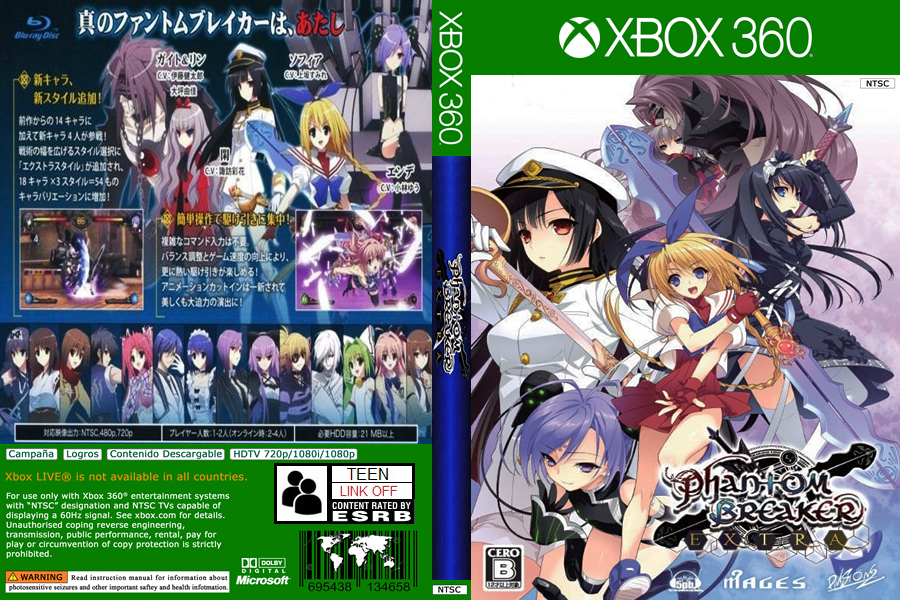 Blu-ray Disc
真のファントムブレイカーは、あたし
ガイト&リン
C.V:伊藤健太郎
大坪由佳
ソフィア
C.V:上坂すみれ
新キャラ、
新スタイル追加!
前作からの14キャラに
加えて新キャラ4人が参戦!
戦術の幅を広げるスタイル選択に
「エクストラスタイル」が追加され、
18キャラ×3スタイル=54もの
キャラバリエーションに増加!
C.V:諏訪彩花
エンデ
C.V:小林ゆう
簡単操作で駆け引きに集中!
複雑なコマンド入力は不要。
バランス調整とゲーム速度の向上により、
更に熱い駆け引きが楽しめる!
アニメーションカットインは一新されて
美しくも大迫力の演出に!
対応映像出力:NTSC,480p,720p
プレイヤー人数:1-2人(オンライン時:2-4人)
必要HDD容量:21 MB以上
Campaña
Logros
Contenido Descargable
HDTV 720p/1080i/1080p
Xbox LIVE® is not available in all countries.
For use only with Xbox 360® entertainment systems
with "NTSC" designation and NTSC TVs capable of
displaying a 60Hz signal. See xbox.com for details.
Unauthorised coping reverse engineering,
transmission, public performance, rental, pay for
play or circumvention of copy protection is strictly
prohibited.
TEEN
LINK OFF
CONTENT RATED BY
ESRB
WARNING Read instruction manual for information about
photosensitive seizures and other important saftey and health infotmation.
DOLBY
DIGITAL
Microsoft®
695438 134658
XBOX 360
PHANTOM
BREAKER
EXTRA
NTSC
XBOX 360
NTSC
PHANTOM
BREAKER
EXTRA
CERO
B
12才以上対象
5pb.
MAGES.